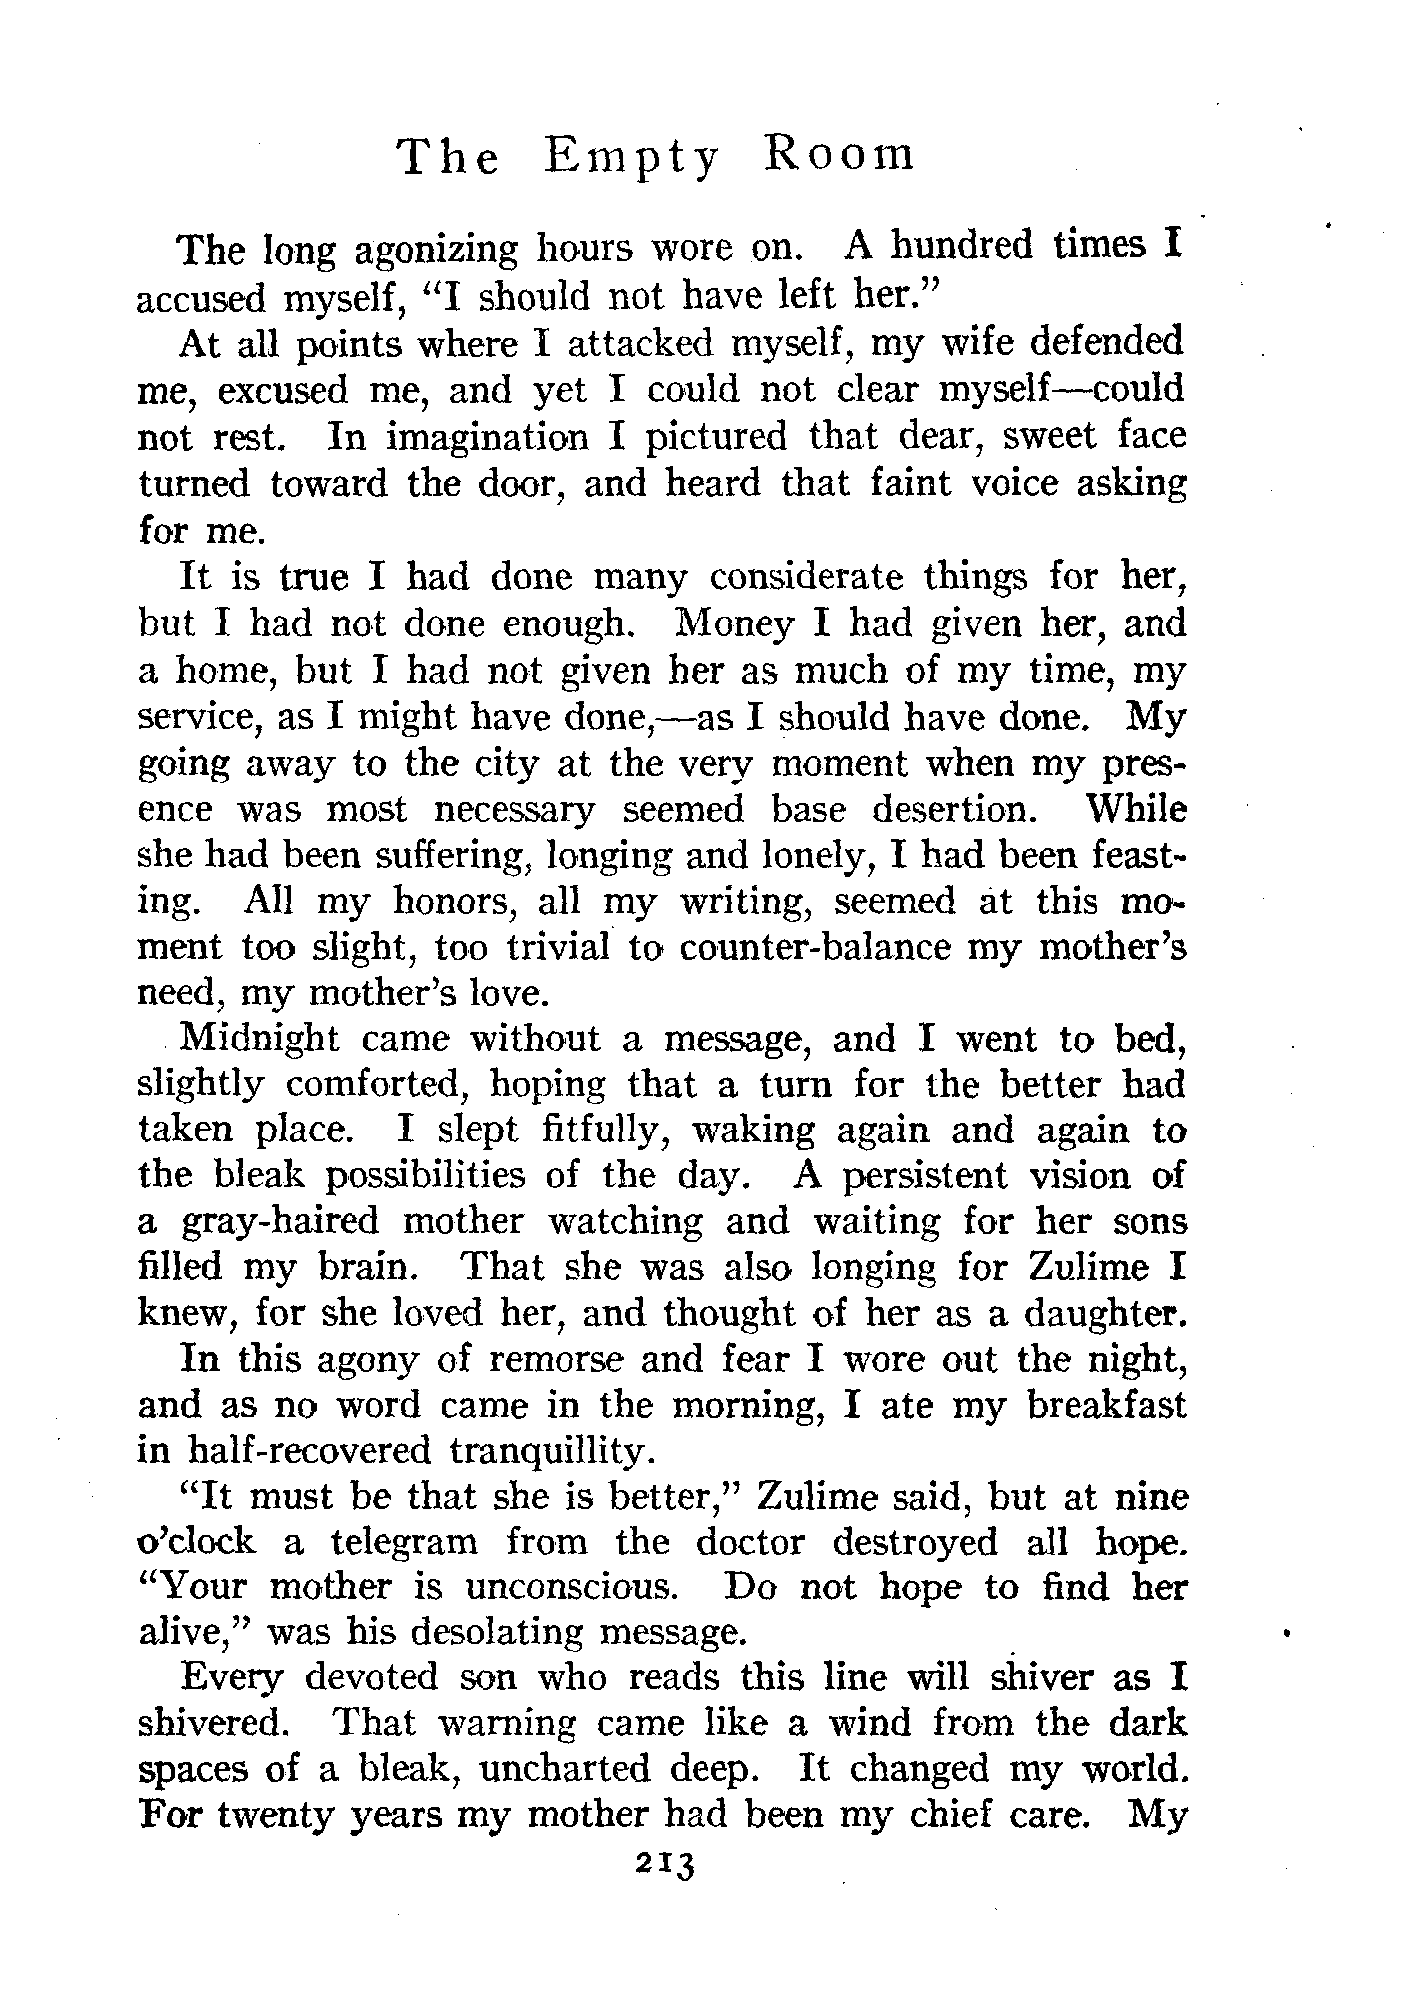 The Empty Room
The long agonizing hours wore on. A hundred times I
accused myself, “I should not have left her.”
At all points where I attacked myself, my wife defended
me, excused me, and yet I could not clear myself—could
not rest. In imagination I pictured that dear, sweet face
turned toward the door, and heard that faint voice asking
for me.
It is true I had done many considerate things for her,
but I had not done enough. Money I had given her, and
a home, but I had not given her as much of my time, my
service, as I might have done,—as I should have done. My
going away to the city at the very moment when my pres-
ence was most necessary seemed base desertion. While
she had been suffering, longing and lonely, I had been feast-
ing. All my honors, all my writing, seemed at this mo-
ment too slight, too trivial to counter-balance my mother’s
need, my mother’s love.
Midnight came without a message, and I went to bed,
slightly comforted, hoping that a turn for the better had
taken place. I slept fitfully, waking again and again to
the bleak possibilities of the day. A persistent vision of
a gray-haired mother watching and waiting for her sons
filled my brain. That she was also longing for Zulime I
knew, for she loved her, and thought of her as a daughter.
In this agony of remorse and fear I wore out the night,
and as no word came in the morning, I ate my breakfast
in half-recovered tranquillity.
“It must be that she is better,” Zulime said, but at nine
o’clock a telegram from the doctor destroyed all hope.
“Your mother is unconscious. Do not hope to find her
alive,” was his desolating message.
Every devoted son who reads this line will shiver as I
shivered. That warning came like a wind from the dark
spaces of a bleak, uncharted deep. It changed my world.
For twenty years my mother had been my chief care. My
213